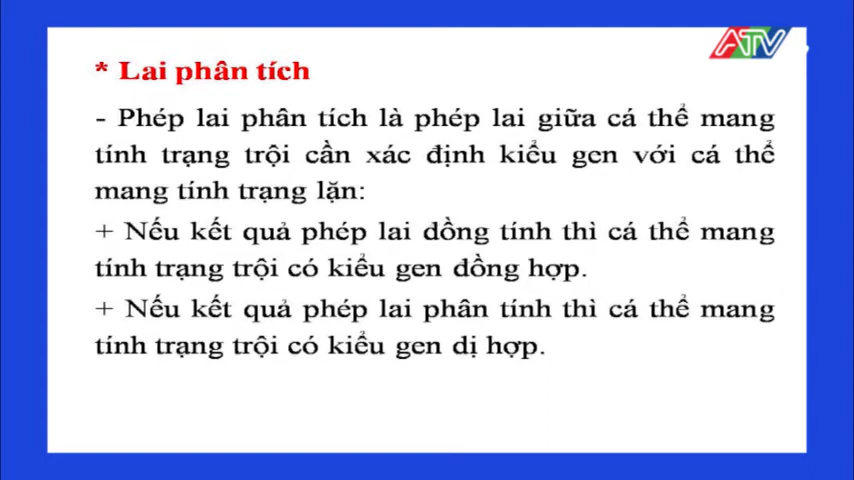 ATV
* Lai phân tích
- Phép lai phân tích là phép lai giữa cá thể mang
tính trạng trội cần xác định kiểu gen với cá thể
mang tính trạng lặn:
+ Nếu kết quả phép lai đồng tính thì cá thể mang
tính trạng trội có kiểu gen đồng hợp.
+ Nếu kết quả phép lai phân tính thì cá thể mang
tính trạng trội có kiểu gen dị hợp.